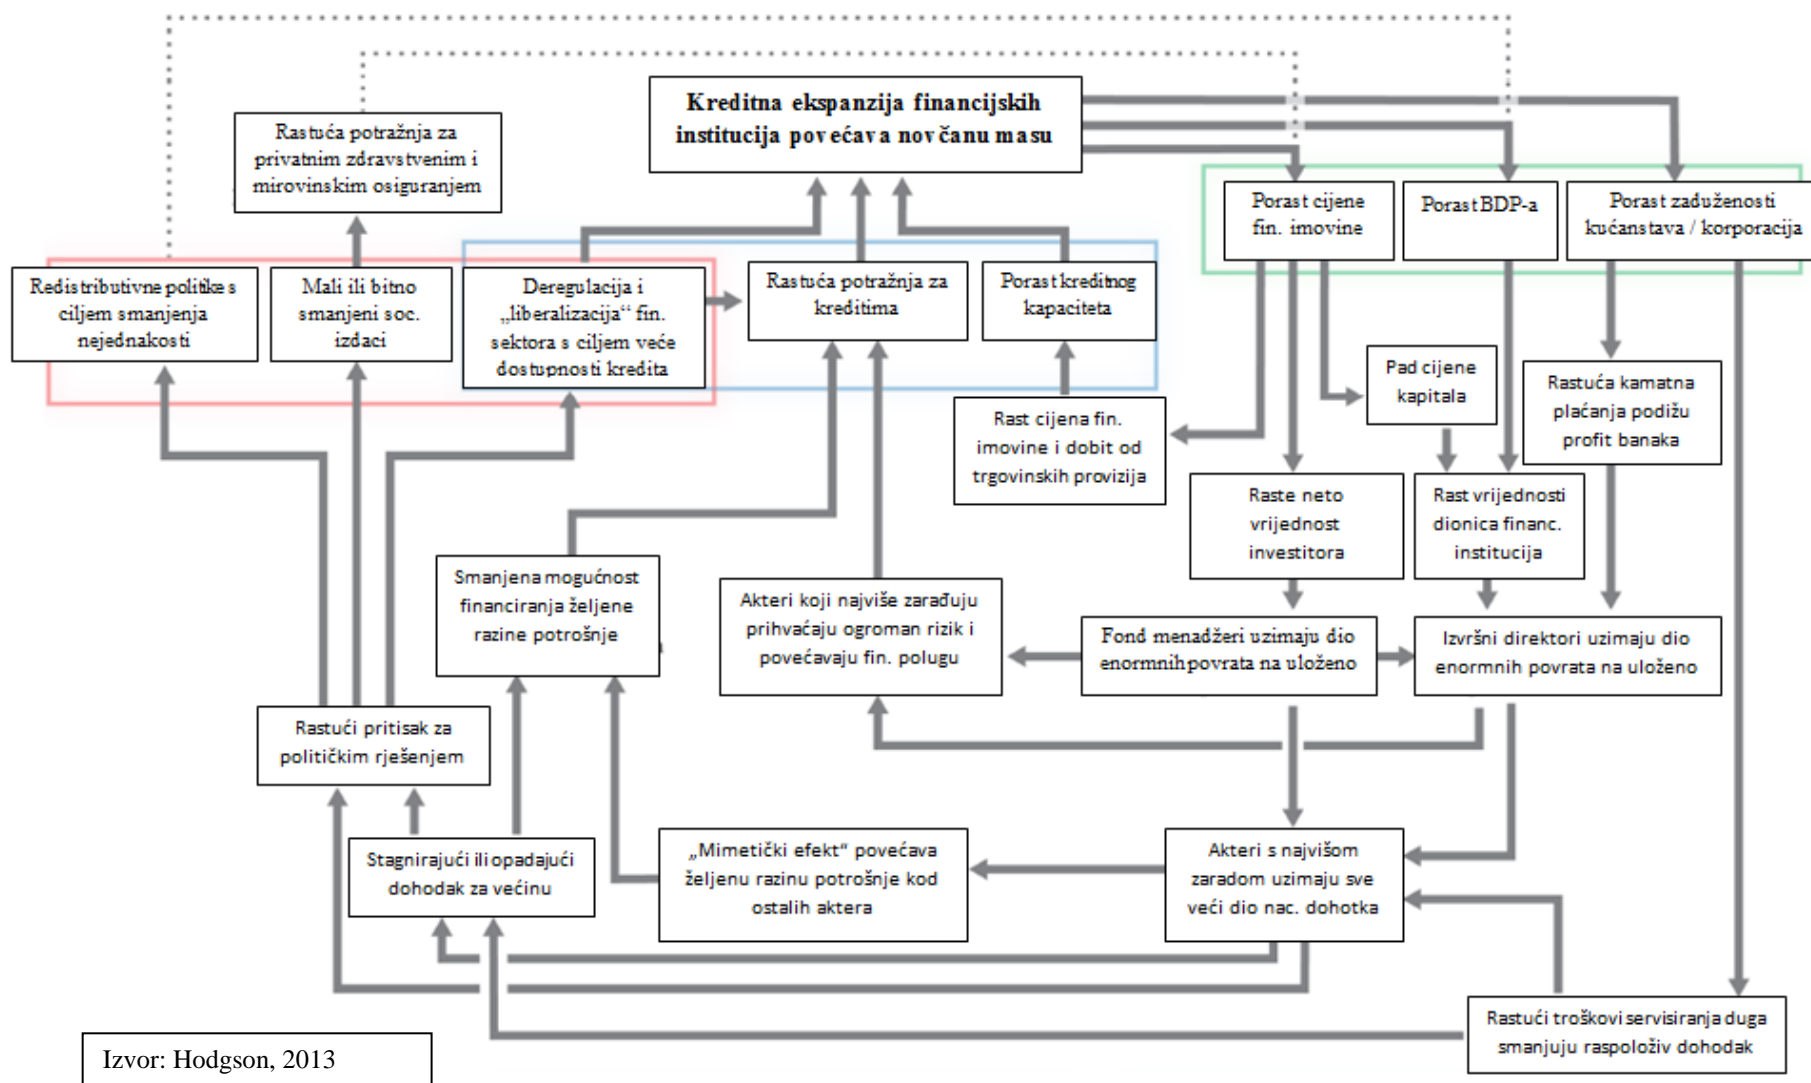 Kreditna ekspanzija financijskih
institucija povećava novčanu masu
Rastuća potražnja za
privatnim zdravstvenim i
mirovinskim osiguranjem
Porast cijene
fin. imovine
Porast BDP-a
Porast zaduženosti
kućanstava / korporacija
Redistributivne politike s
ciljem smanjenja
nejednakosti
Mali ili bitno
smanjeni soc.
izdaci
Deregulacija i
„liberalizacija“ fin.
sektora s ciljem veće
dostupnosti kredita
Rastuća potražnja za
kreditima
Porast kreditnog
kapaciteta
Pad cijene
kapitala
Rastuća kamatna
plaćanja podižu
profit banaka
Rast cijena fin.
imovine i dobit od
trgovinskih provizija
Raste neto
vrijednost
investitora
Rast vrijednosti
dionica financ.
institucija
Smanjena mogućnost
financiranja željene
razine potrošnje
Akteri koji najviše zarađuju
prihvaćaju ogroman rizik i
povećavaju fin. polugu
Fond menadžeri uzimaju dio
enormnih povrata na uloženo
Izvršni direktori uzimaju dio
enormnih povrata na uloženo
Rastući pritisak za
političkim rješenjem
Stagnirajući ili opadajući
dohodak za većinu
„Mimetički efekt“ povećava
željenu razinu potrošnje kod
ostalih aktera
Akteri s najvišom
zaradom uzimaju sve
veći dio nac. dohotka
Rastući troškovi servisiranja duga
smanjuju raspoloživ dohodak
Izvor: Hodgson, 2013